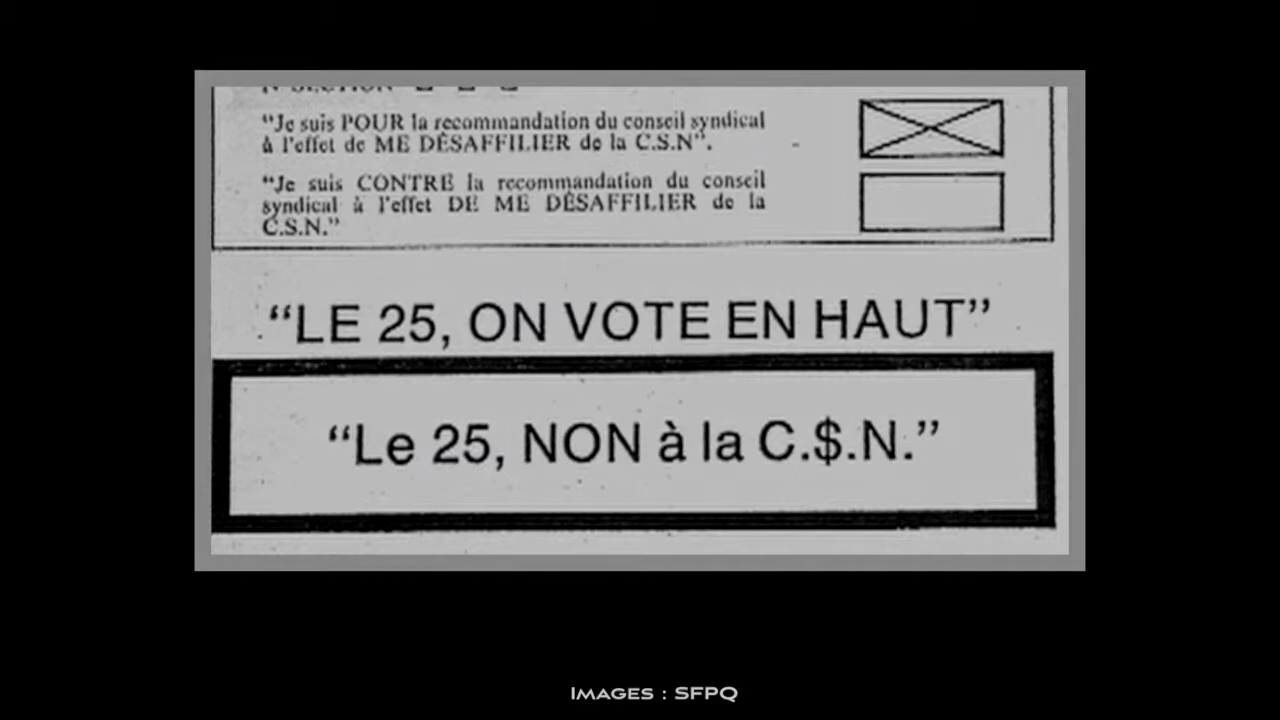 "Je suis POUR la recommandation du conseil syndical
à l'effet de ME DÉSAFFILIER de la C.S.N".
"Je suis CONTRE la recommandation du conseil
syndical à l'effet DE ME DÉSAFFILIER de la
C.S.N."
"LE 25, ON VOTE EN HAUT"
"Le 25, NON à la C.$.N."
IMAGES : SFPQ